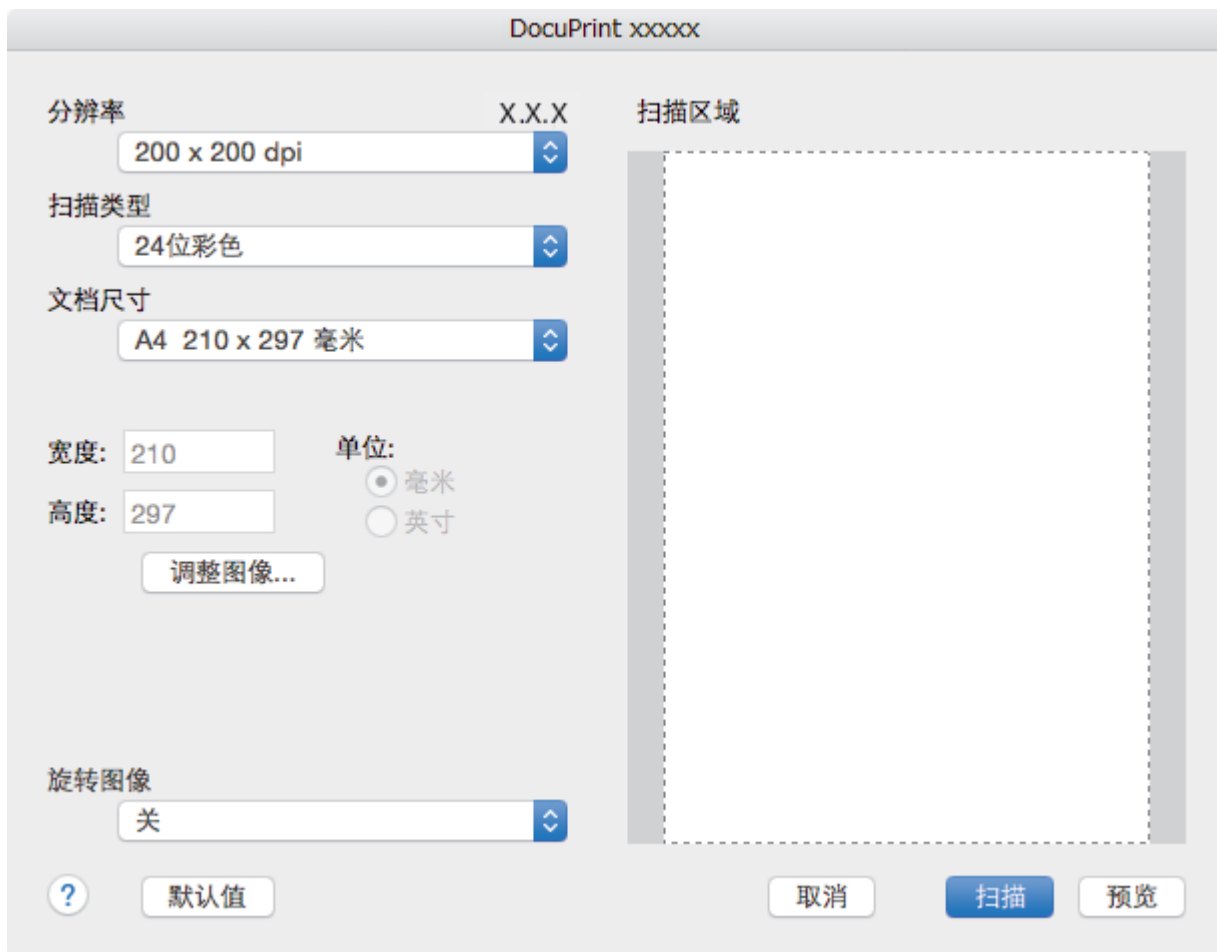 DocuPrint xxxxx
分辨率
X.X.X
200 x 200 dpi
扫描类型
24位彩色
文档尺寸
A4 210 x 297 毫米
宽度: 210
单位:
毫米
高度: 297
英寸
调整图像...
旋转图像
关
?
默认值
扫描区域
取消
扫描
预览